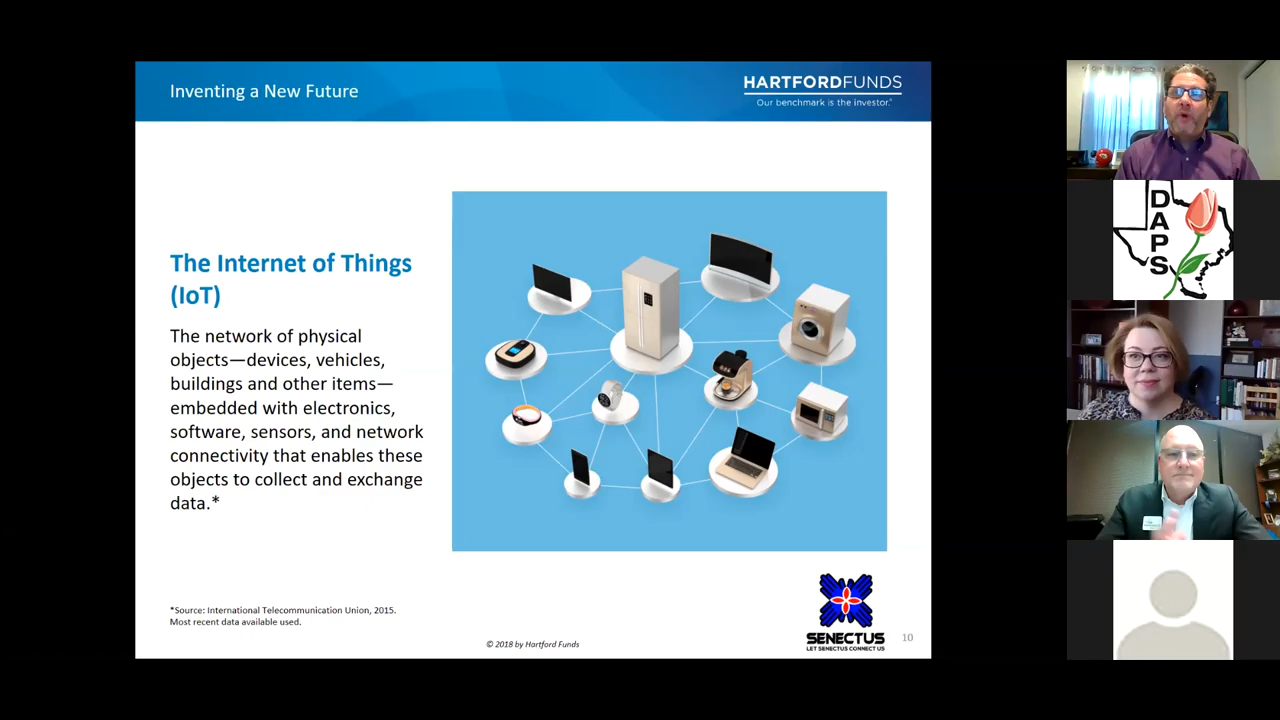 Inventing a New Future
HARTFORDFUNDS
Our benchmark is the investor.®
The Internet of Things
(IoT)
The network of physical
objects—devices, vehicles,
buildings and other items—
embedded with electronics,
software, sensors, and network
connectivity that enables these
objects to collect and exchange
data.*
*Source: International Telecommunication Union, 2015.
Most recent data available used.
© 2018 by Hartford Funds
SENECTUS
LET SENECTUS CONNECT US
10
DAPS